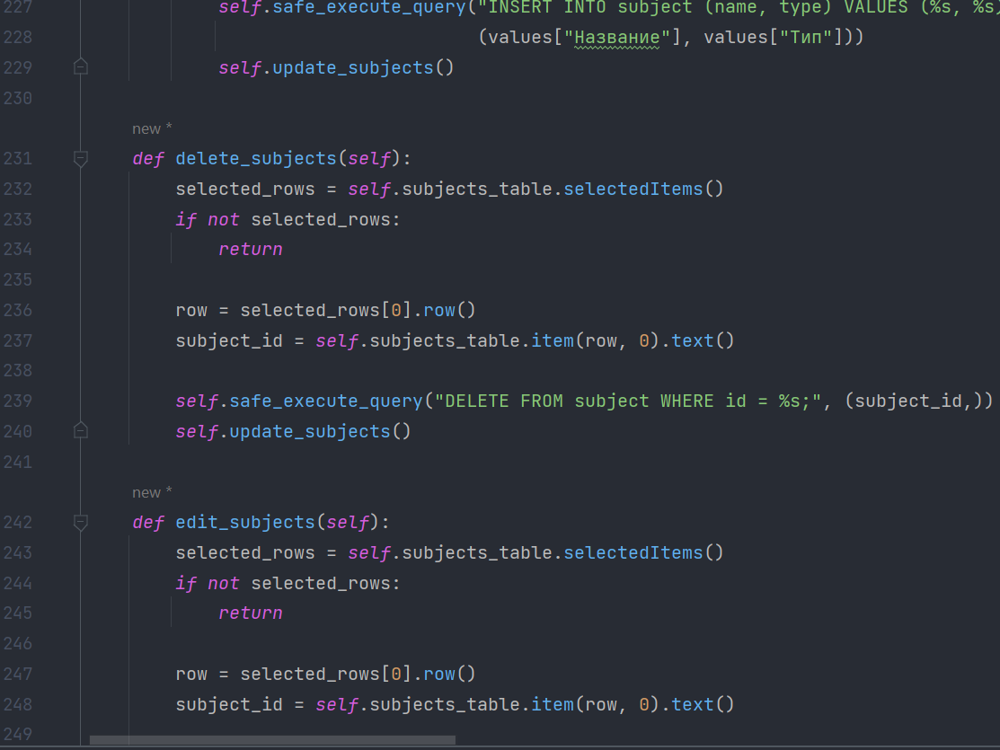 227 self.safe_execute_query("INSERT INTO subject (name, type) VALUES (%s, %s)
228 (values["Название"], values["Тип"]))
229 self.update_subjects()
230
new *
231 def delete_subjects(self):
232 selected_rows = self.subjects_table.selectedItems()
233 if not selected_rows:
234 return
235
236 row = selected_rows[0].row()
237 subject_id = self.subjects_table.item(row, 0).text()
238
239 self.safe_execute_query("DELETE FROM subject WHERE id = %s;", (subject_id,))
240 self.update_subjects()
241
new *
242 def edit_subjects(self):
243 selected_rows = self.subjects_table.selectedItems()
244 if not selected_rows:
245 return
246
247 row = selected_rows[0].row()
248 subject_id = self.subjects_table.item(row, 0).text()
249